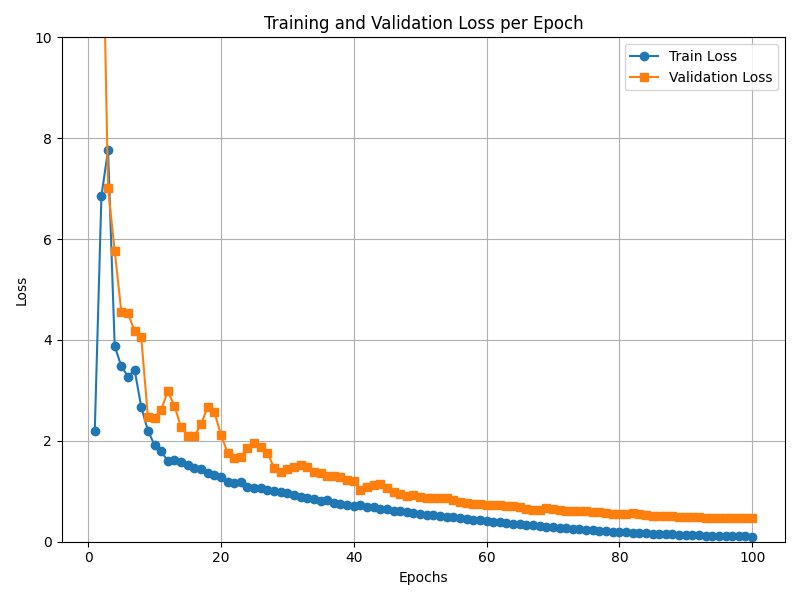 Training and Validation Loss per Epoch
Train Loss
Validation Loss
Loss
10
8
6
4
2
0
0 20 40 60 80 100
Epochs